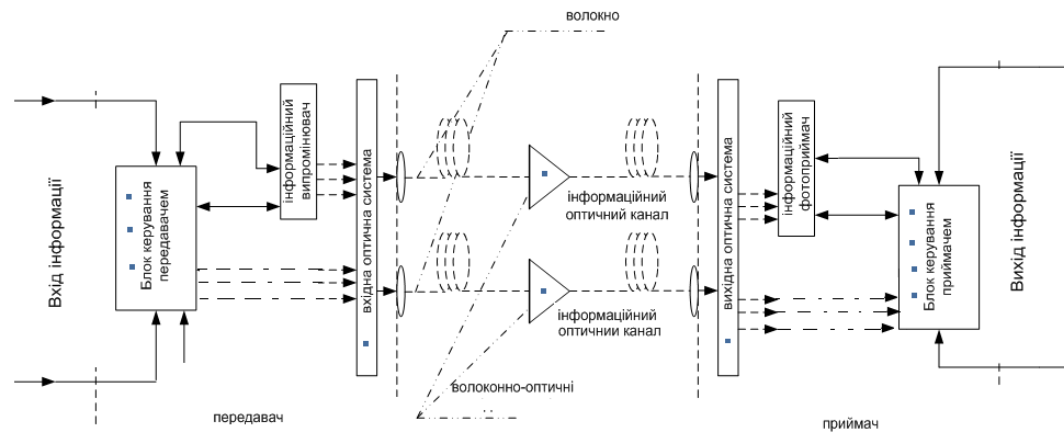 волокно
Вхід інформації
Блок керування
передавачем
інформаційний
випромінювач
вхідна оптична система
інформаційний
оптичний канал
інформаційний
оптичнии канал
волоконно-оптичні
вихідна оптична система
інформаційний
фотоприймач
Блок керування
приймачем
Вихід інформації
передавач
приймач